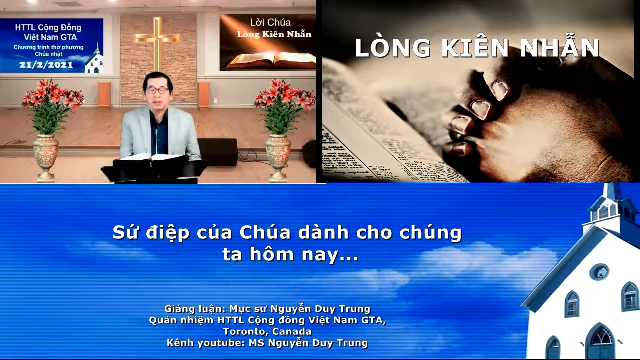 HTTL Cộng Đồng
Việt Nam GTA
Chương trình thờ phượng
Chúa nhật
21/2/2021
Lời Chúa
Lòng Kiên Nhẫn
LÒNG KIÊN NHẪN
Sứ điệp của Chúa dành cho chúng
ta hôm nay...
Giảng luận: Mục sư Nguyễn Duy Trung
Quản nhiệm HTTL Cộng đồng Việt Nam GTA,
Toronto, Canada
Kênh youtube: MS Nguyễn Duy Trung